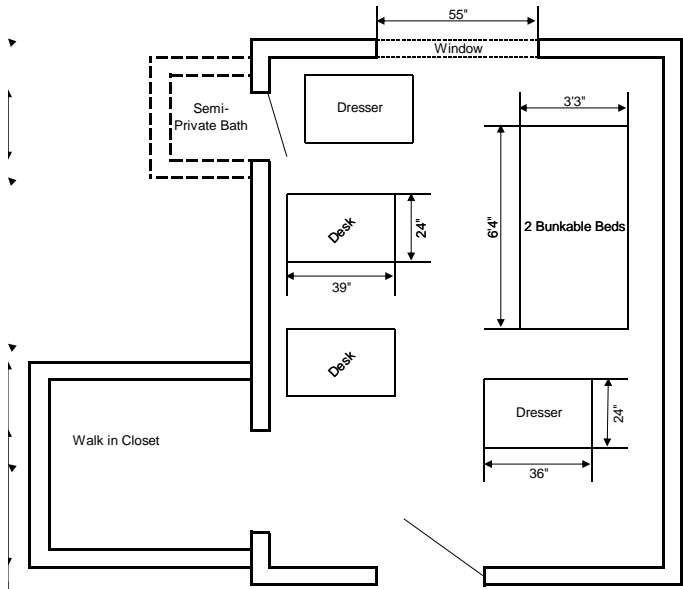 55"
Window
3'3"
Semi-
Private Bath
Dresser
6'4"
2 Bunkable Beds
Desk
24"
39"
Desk
Walk in Closet
Dresser
24"
36"